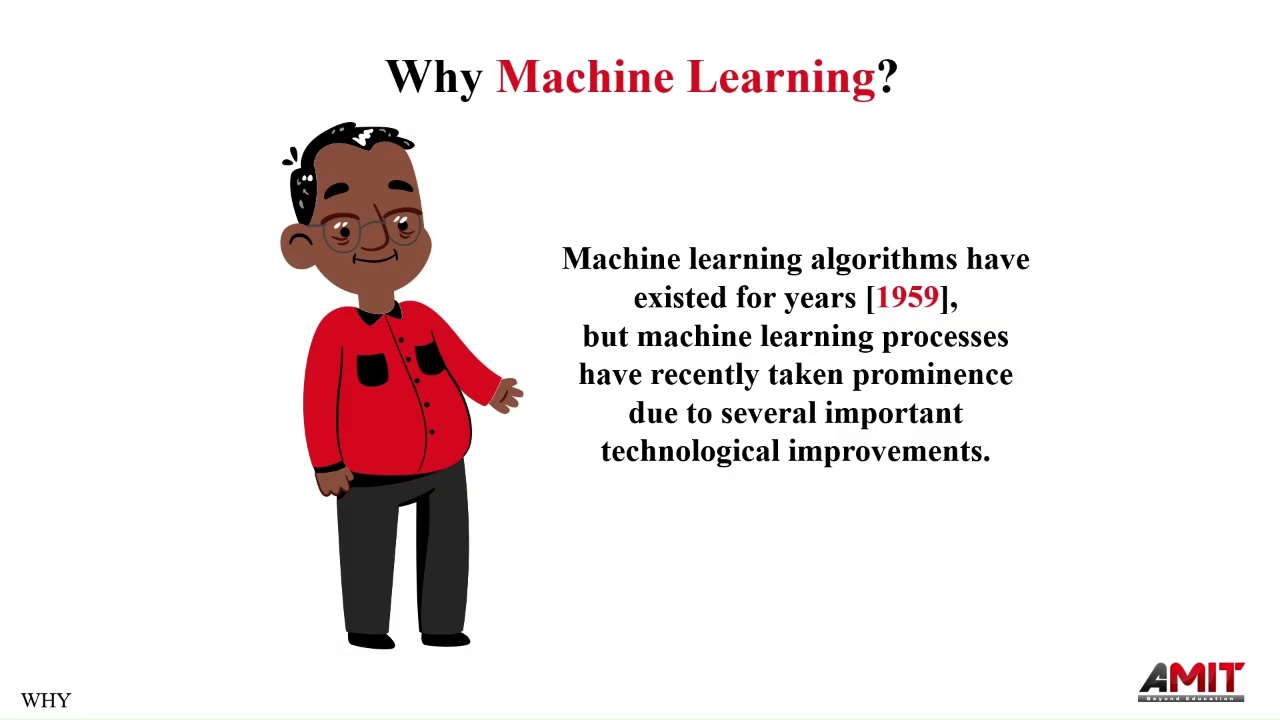 Why Machine Learning?
Machine learning algorithms have
existed for years [1959],
but machine learning processes
have recently taken prominence
due to several important
technological improvements.
WHY
AMIT
Beyond Education